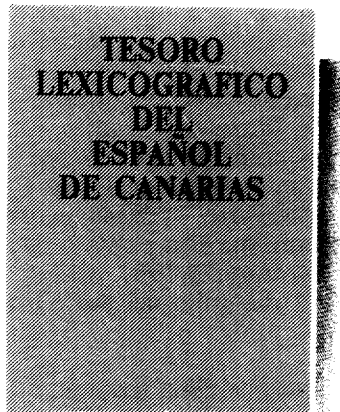 TESORO
LEXICOGRAFICO
DEL
ESPAÑOL
DE CANARIAS